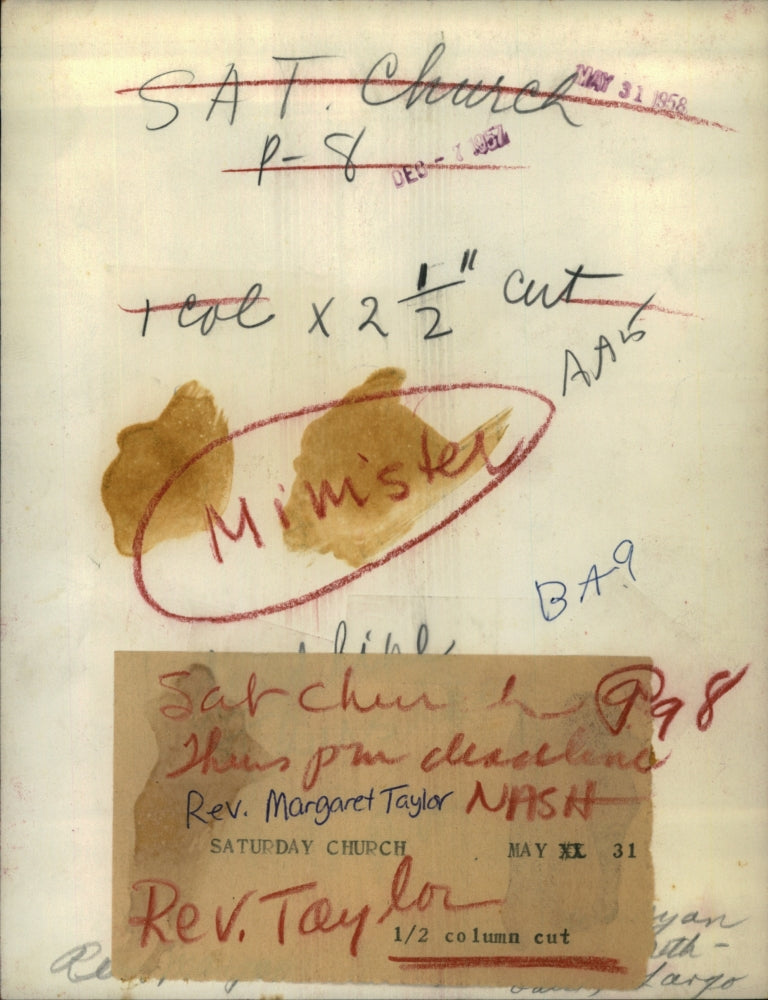 SAT. Church MAY 31 1958
P-8 DEC - 7 1957
1 col x 2 1/2" cut
AA5
Minister
BA9
Sat Church Pg 8
Thurs pm deadline
Rev. Margaret Taylor NASH
SATURDAY CHURCH MAY 31
Rev. Taylor
1/2 column cut
Largo